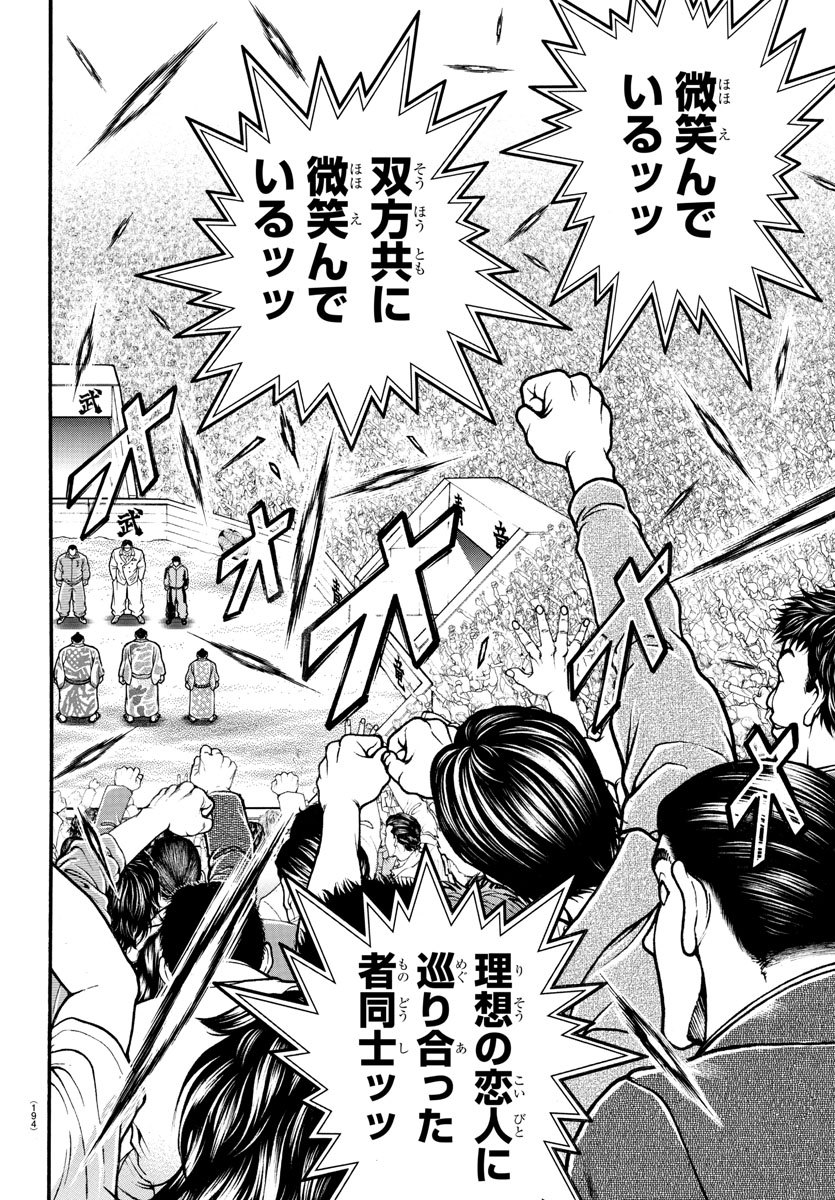 微笑んで
いるッッ
双方共に
微笑んで
いるッッ
オ
オ
オ
オ
オ
武
武
理想の恋人に
巡り合った
者同士ッッ
(194)